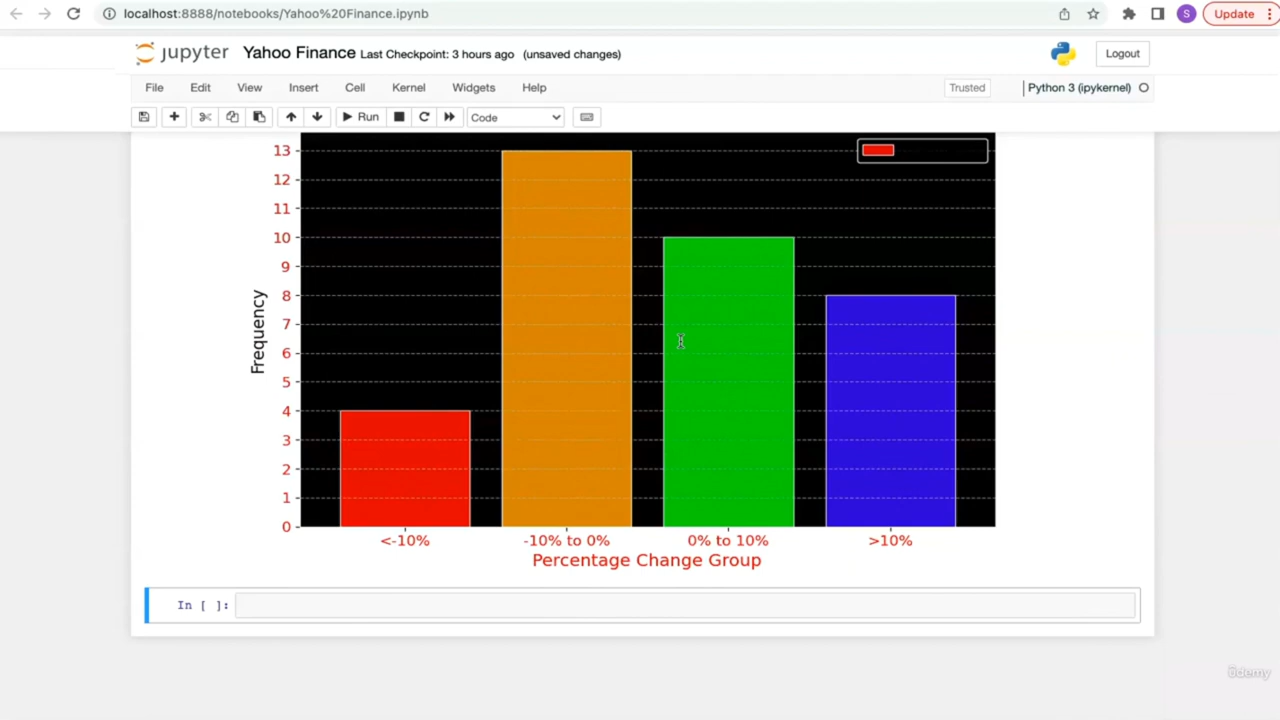 localhost:8888/notebooks/Yahoo%20Finance.ipynb
S
Update
jupyter Yahoo Finance Last Checkpoint: 3 hours ago (unsaved changes)
Logout
File Edit View Insert Cell Kernel Widgets Help
Trusted
Python 3 (ipykernel)
Run
Code
13
12
11
10
9
8
7
6
5
4
3
2
1
0
Frequency
<-10% -10% to 0% 0% to 10% >10%
Percentage Change Group
In [ ]:
ûdemy